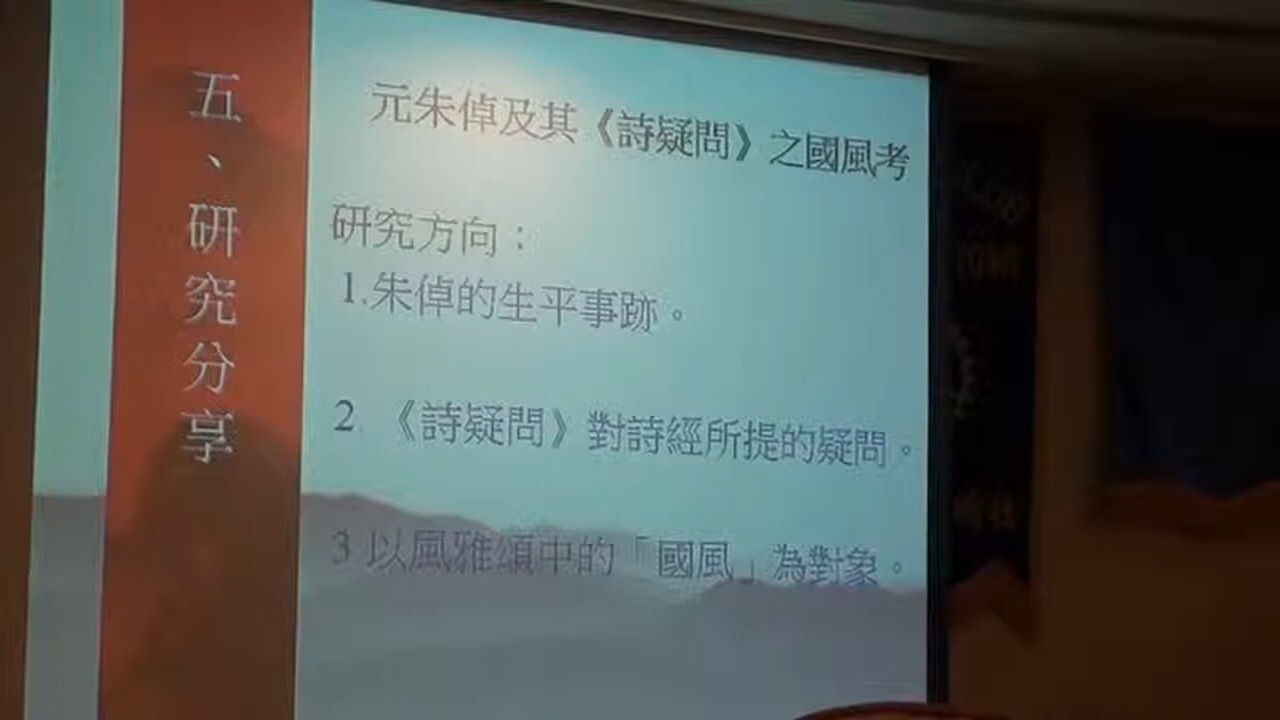 五、研究分享
元朱倬及其《詩疑問》之國風考
研究方向：
1.朱倬的生平事跡。
2.《詩疑問》對詩經所提的疑問。
3 以風雅頌中的「國風」為對象。